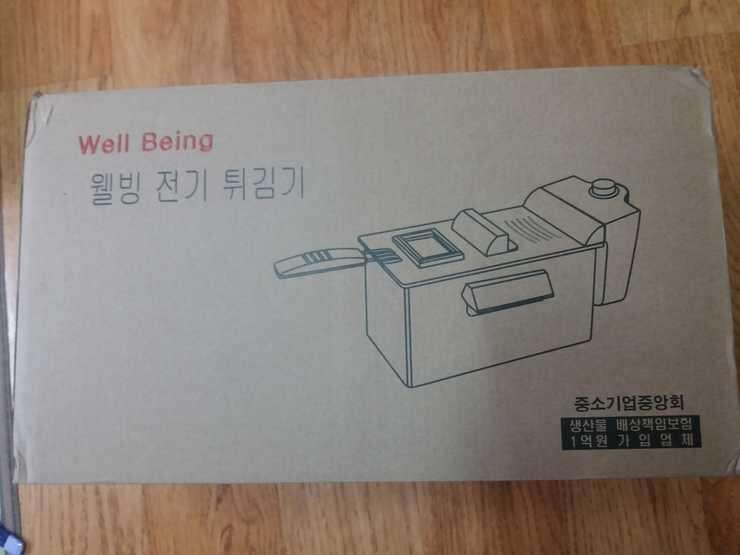 Well Being
웰빙 전기 튀김기
중소기업중앙회
생산물 배상책임보험
1억원 가입업체